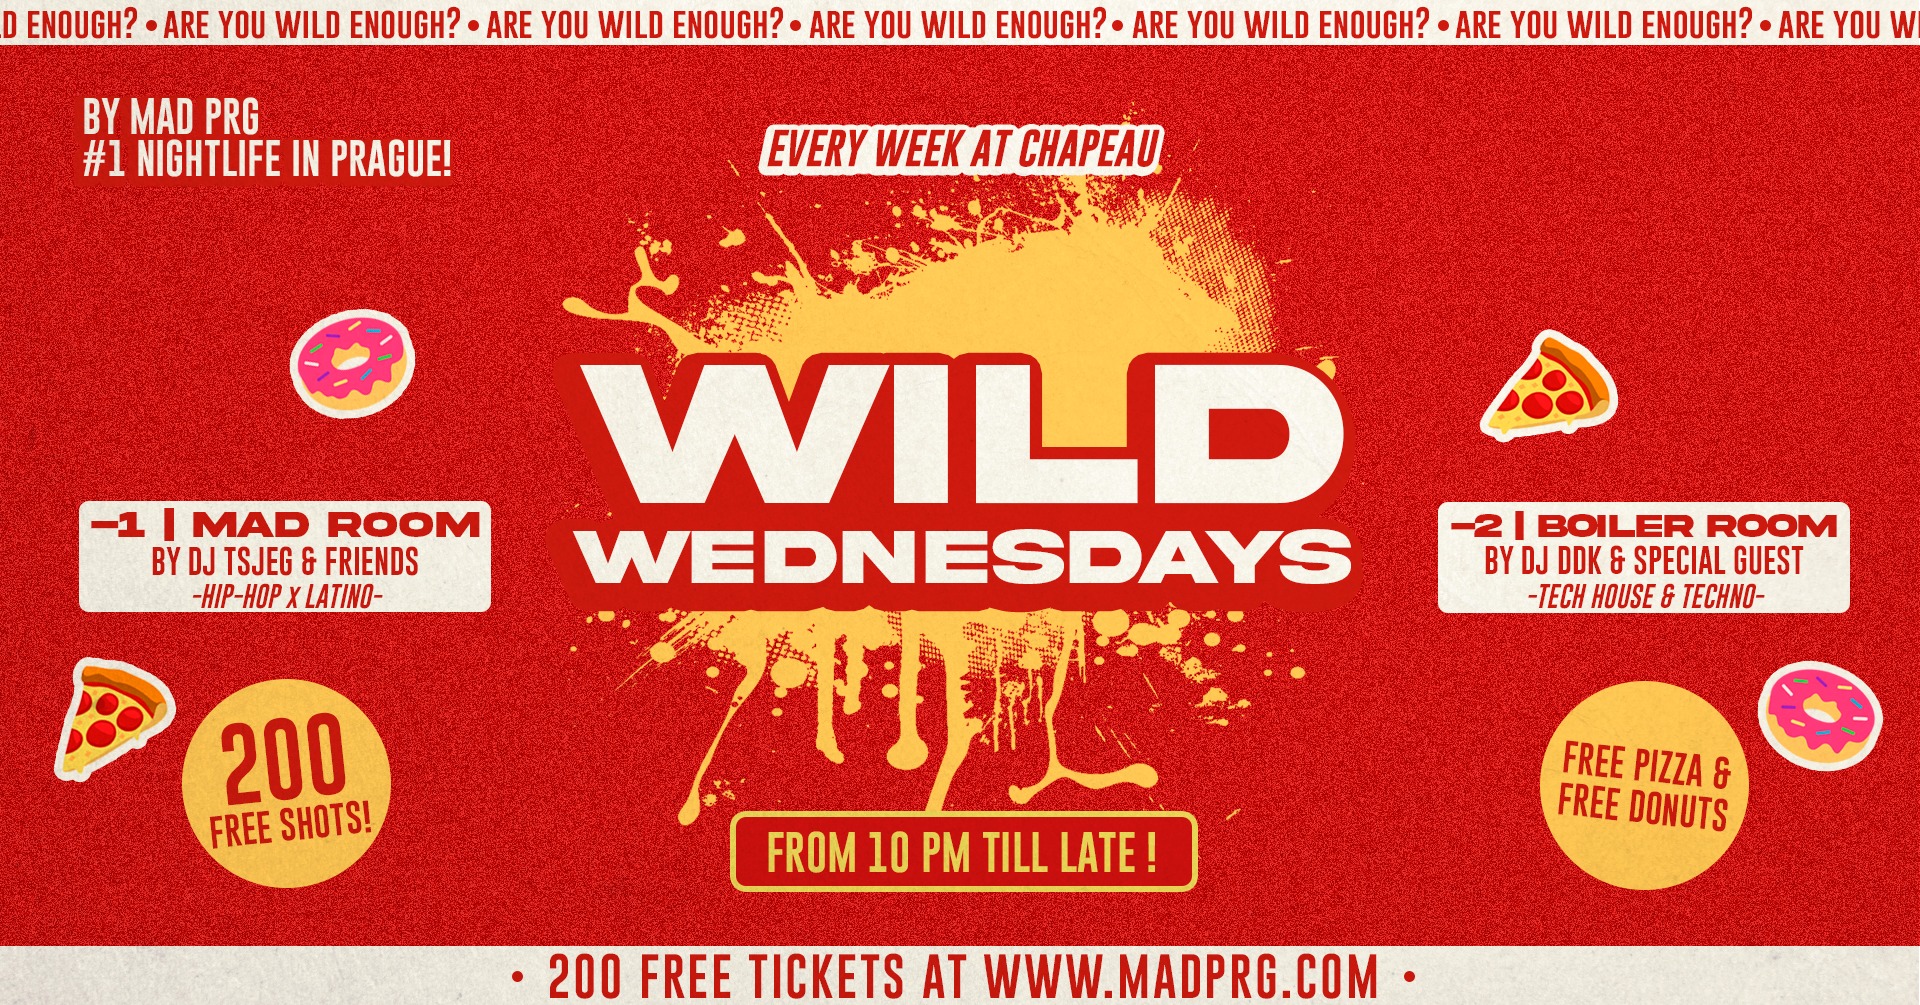 D ENOUGH? • ARE YOU WILD ENOUGH? • ARE YOU WILD ENOUGH? • ARE YOU WILD ENOUGH? • ARE YOU WILD ENOUGH? • ARE YOU WILD ENOUGH? • ARE YOU W
BY MAD PRG
#1 NIGHTLIFE IN PRAGUE!
EVERY WEEK AT CHAPEAU
WILD
WEDNESDAYS
-1 | MAD ROOM
BY DJ TSJEG & FRIENDS
-HIP-HOP x LATINO-
-2 | BOILER ROOM
BY DJ DDK & SPECIAL GUEST
-TECH HOUSE & TECHNO-
200
FREE SHOTS!
FREE PIZZA &
FREE DONUTS
FROM 10 PM TILL LATE !
• 200 FREE TICKETS AT WWW.MADPRG.COM •